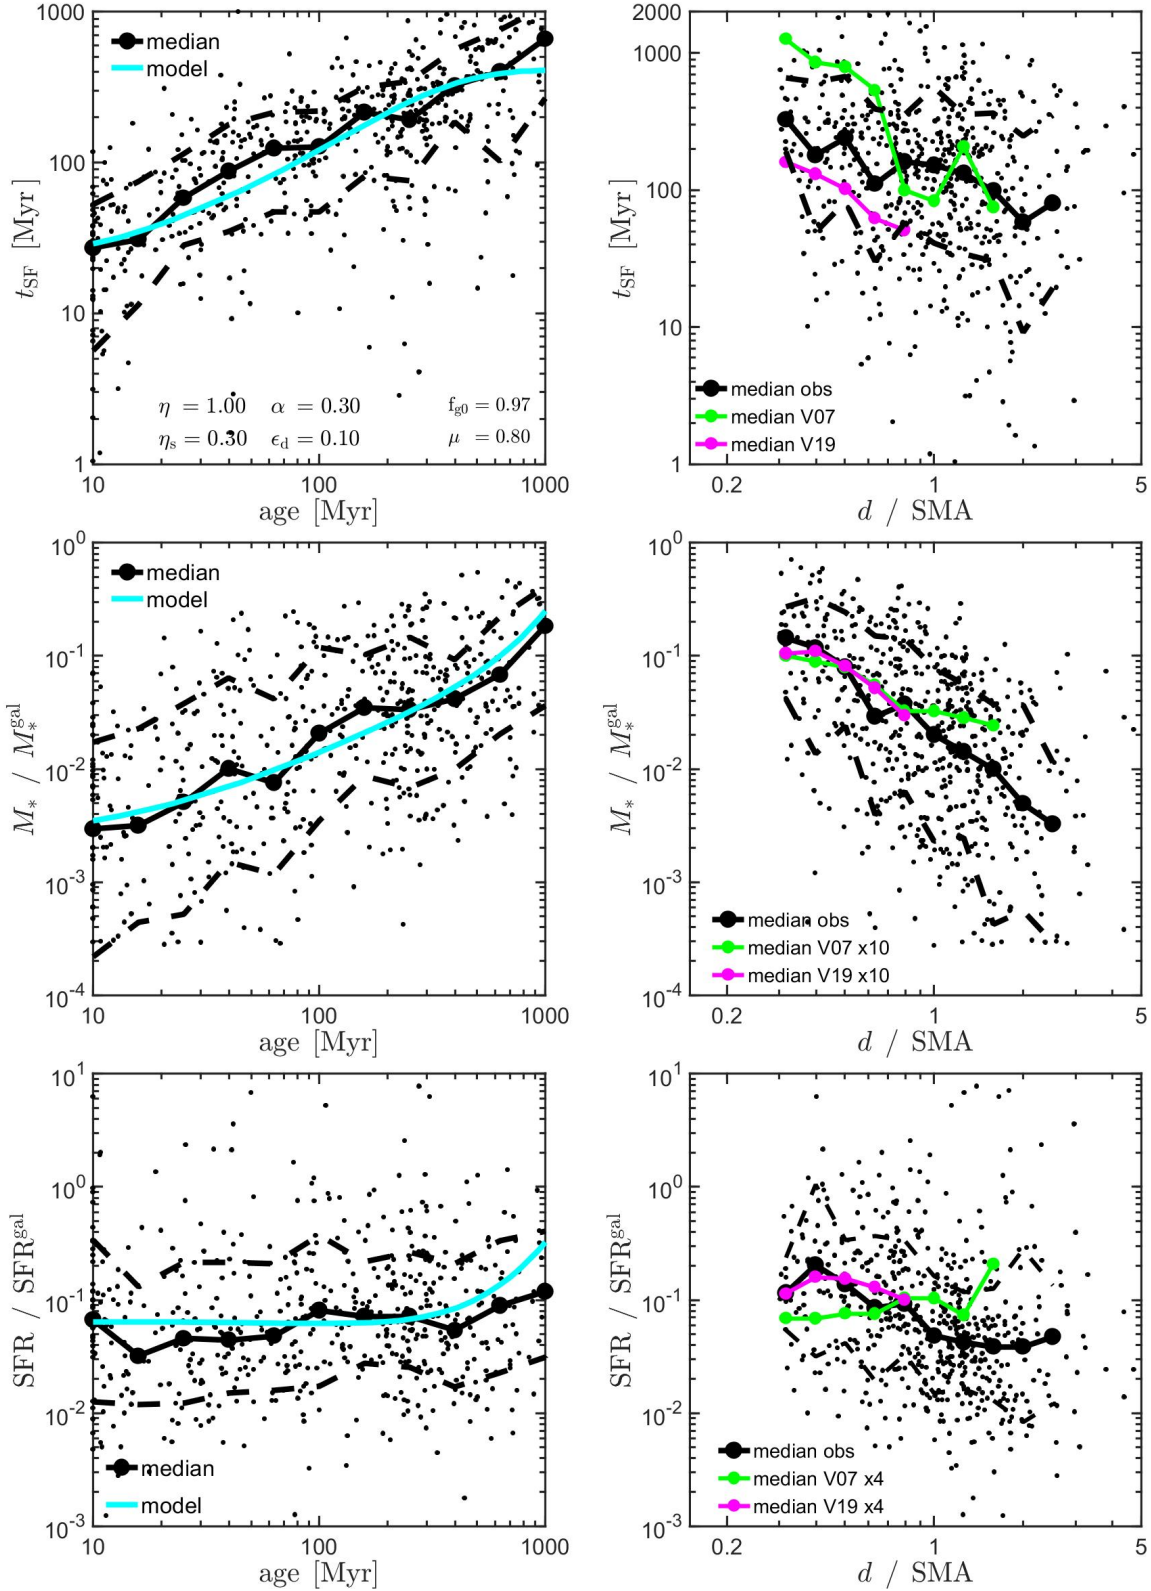 1000
100
10
1
t_SF [Myr]
median
model
η = 1.00 α = 0.30 f_g0 = 0.97
η_s = 0.30 ϵ_d = 0.10 μ = 0.80
10 100 1000
age [Myr]
2000
1000
100
10
1
t_SF [Myr]
median obs
median V07
median V19
0.2 1 5
d / SMA
10^0
10^-1
10^-2
10^-3
10^-4
M_* / M_*^gal
median
model
10 100 1000
age [Myr]
10^0
10^-1
10^-2
10^-3
10^-4
M_* / M_*^gal
median obs
median V07 x10
median V19 x10
0.2 1 5
d / SMA
10^1
10^0
10^-1
10^-2
10^-3
SFR / SFR^gal
median
model
10 100 1000
age [Myr]
10^1
10^0
10^-1
10^-2
10^-3
SFR / SFR^gal
median obs
median V07 x4
median V19 x4
0.2 1 5
d / SMA